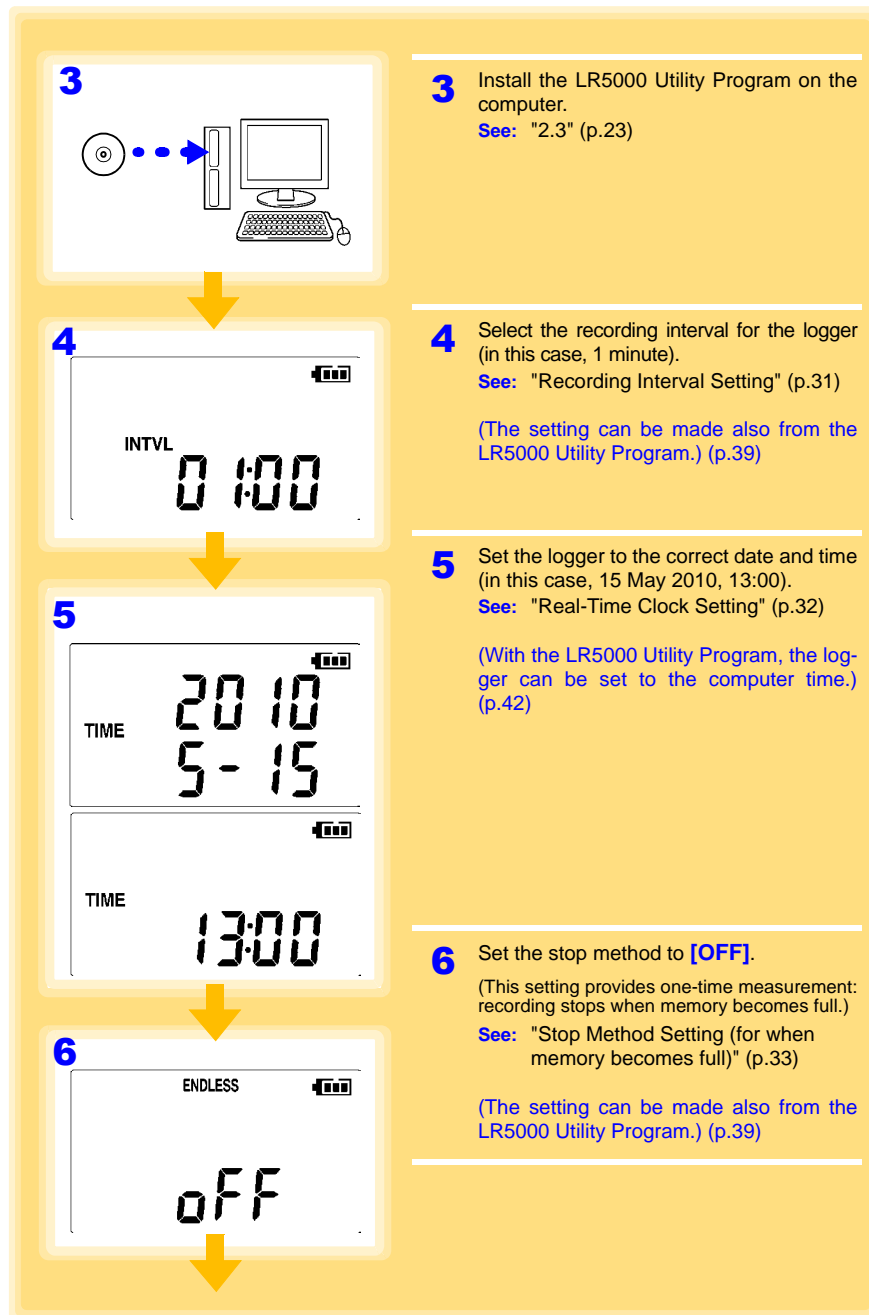 3
3
Install the LR5000 Utility Program on the
computer.
See: "2.3" (p.23)
4
INTVL
01:00
4
Select the recording interval for the logger
(in this case, 1 minute).
See: "Recording Interval Setting" (p.31)
(The setting can be made also from the
LR5000 Utility Program.) (p.39)
5
TIME
2010
5-15
TIME
13:00
5
Set the logger to the correct date and time
(in this case, 15 May 2010, 13:00).
See: "Real-Time Clock Setting" (p.32)
(With the LR5000 Utility Program, the log-
ger can be set to the computer time.)
(p.42)
6
ENDLESS
oFF
6
Set the stop method to [OFF].
(This setting provides one-time measurement:
recording stops when memory becomes full.)
See: "Stop Method Setting (for when
memory becomes full)" (p.33)
(The setting can be made also from the
LR5000 Utility Program.) (p.39)